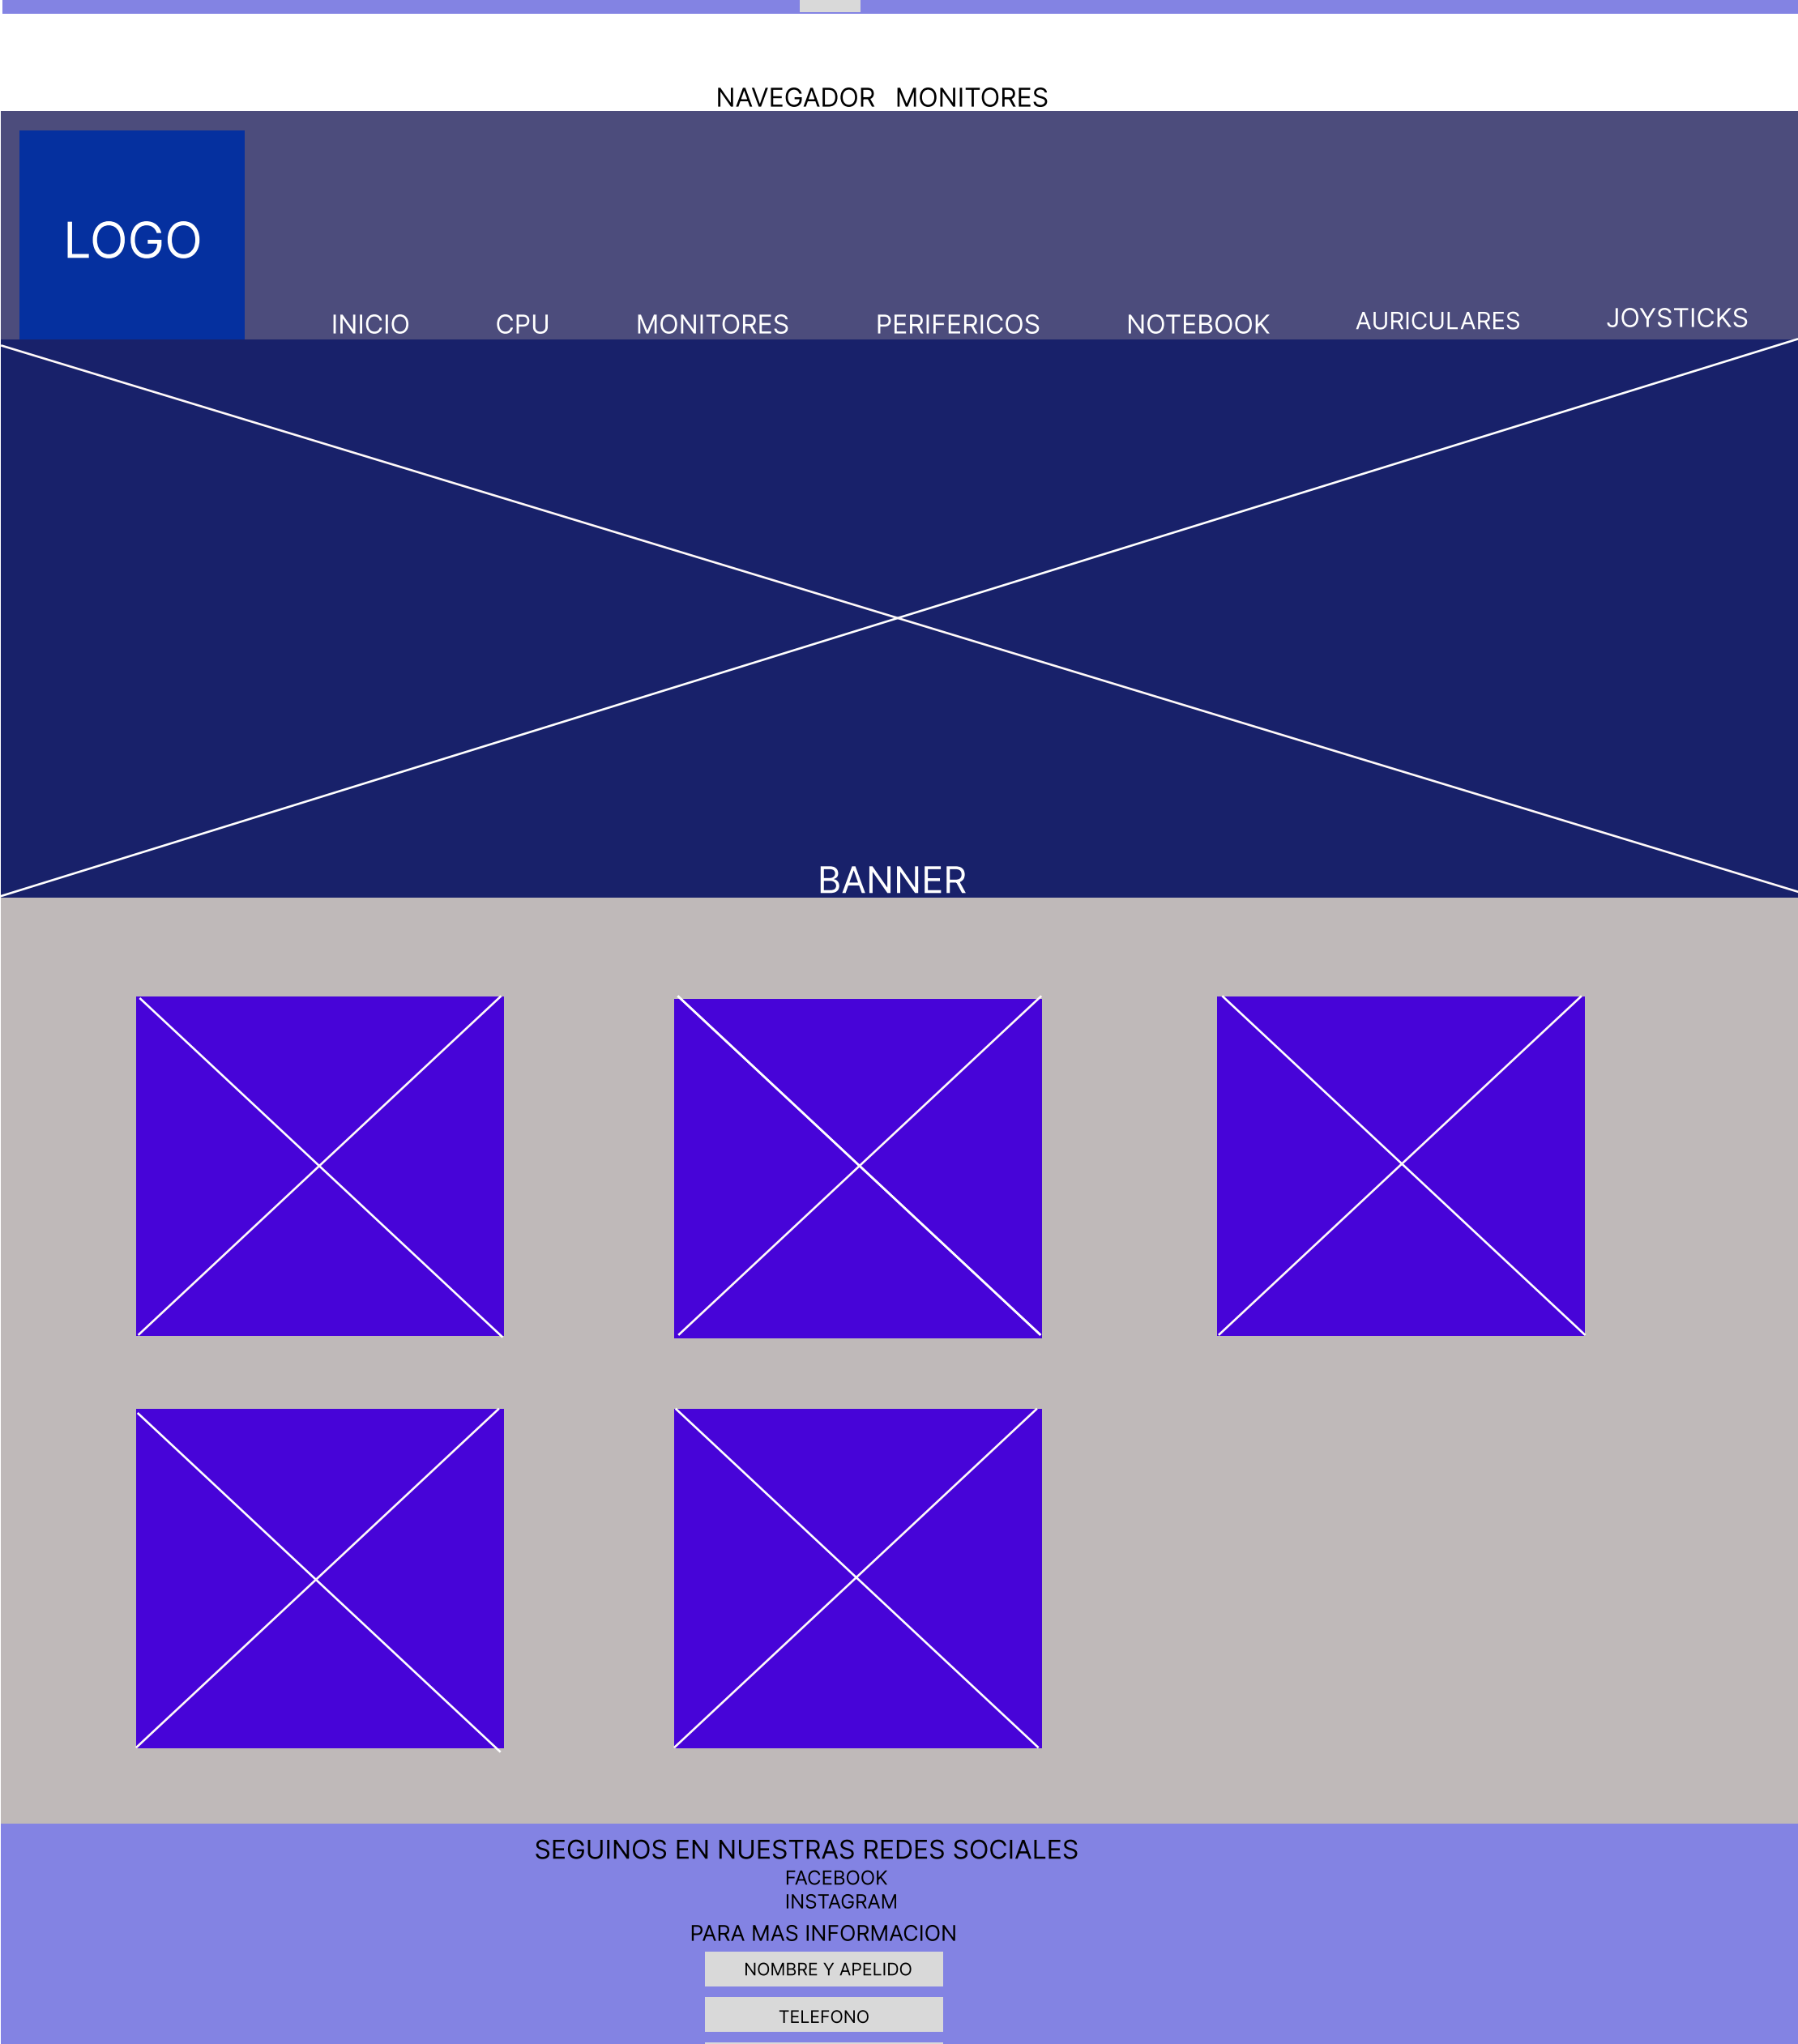 NAVEGADOR MONITORES
LOGO
INICIO CPU MONITORES PERIFERICOS NOTEBOOK AURICULARES JOYSTICKS
BANNER
SEGUINOS EN NUESTRAS REDES SOCIALES
FACEBOOK
INSTAGRAM
PARA MAS INFORMACION
NOMBRE Y APELIDO
TELEFONO